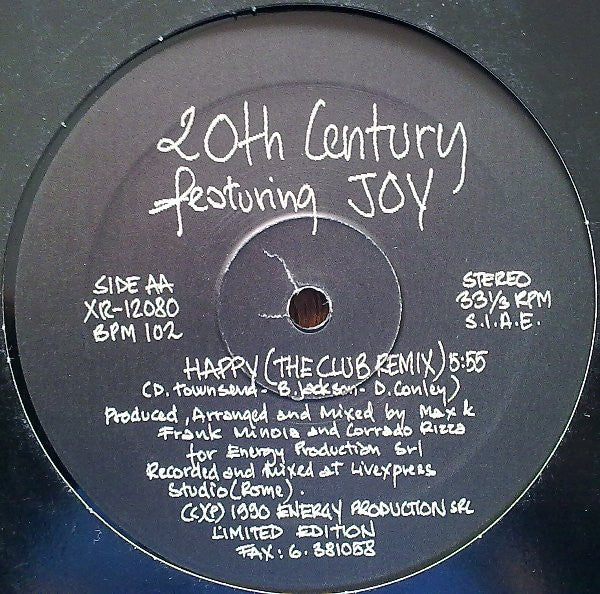 20th Century
featuring JOY
SIDE AA
XR-12080
BPM 102
STEREO
33 1/3 RPM
S.I.A.E.
HAPPY (THE CLUB REMIX) 5:55
(D. Townsend - B. Jackson - D. Conley)
Produced, Arranged and Mixed by Max K
Frank Minoia and Corrado Rizza
for Energy Production Srl
Recorded and Mixed at Livexpress
Studio (Rome).
(c)(P) 1990 ENERGY PRODUCTION SRL
LIMITED EDITION
FAX: 6. 381058